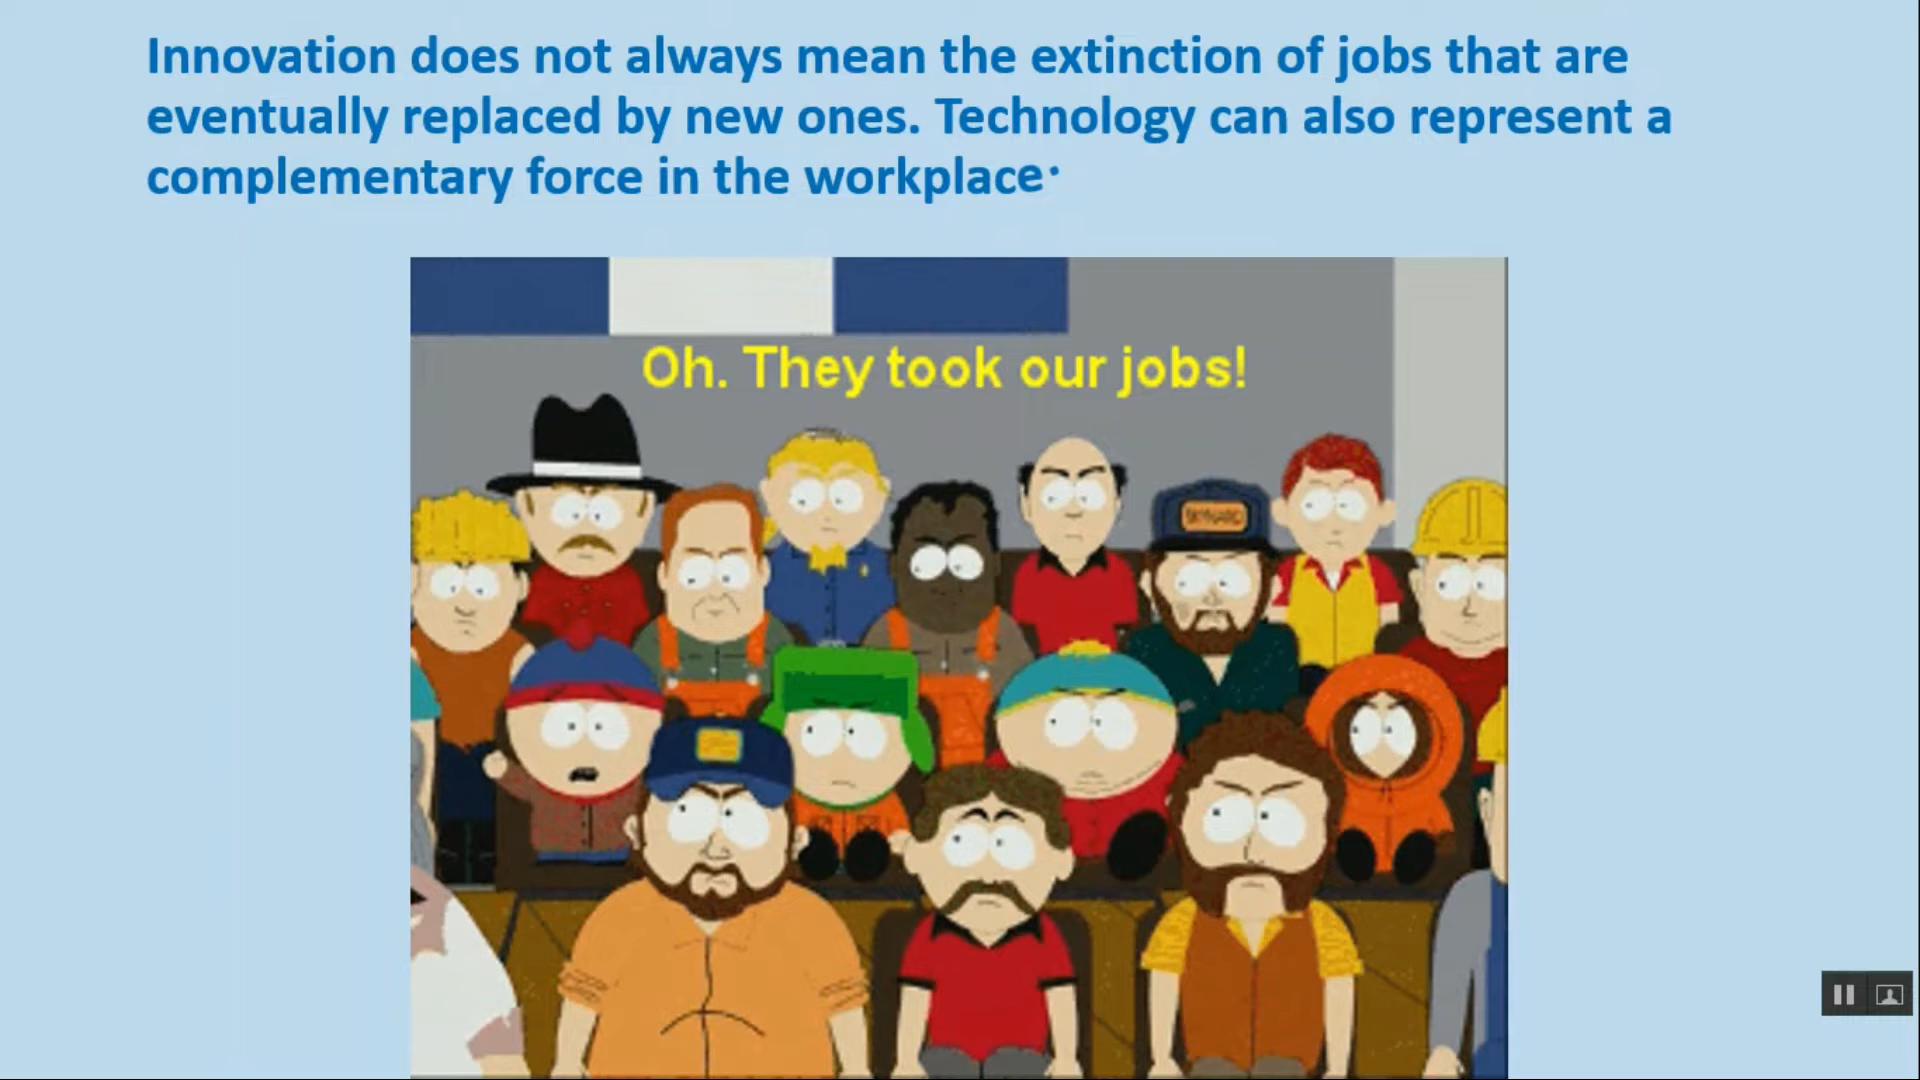 Innovation does not always mean the extinction of jobs that are
eventually replaced by new ones. Technology can also represent a
complementary force in the workplace.
Oh. They took our jobs!